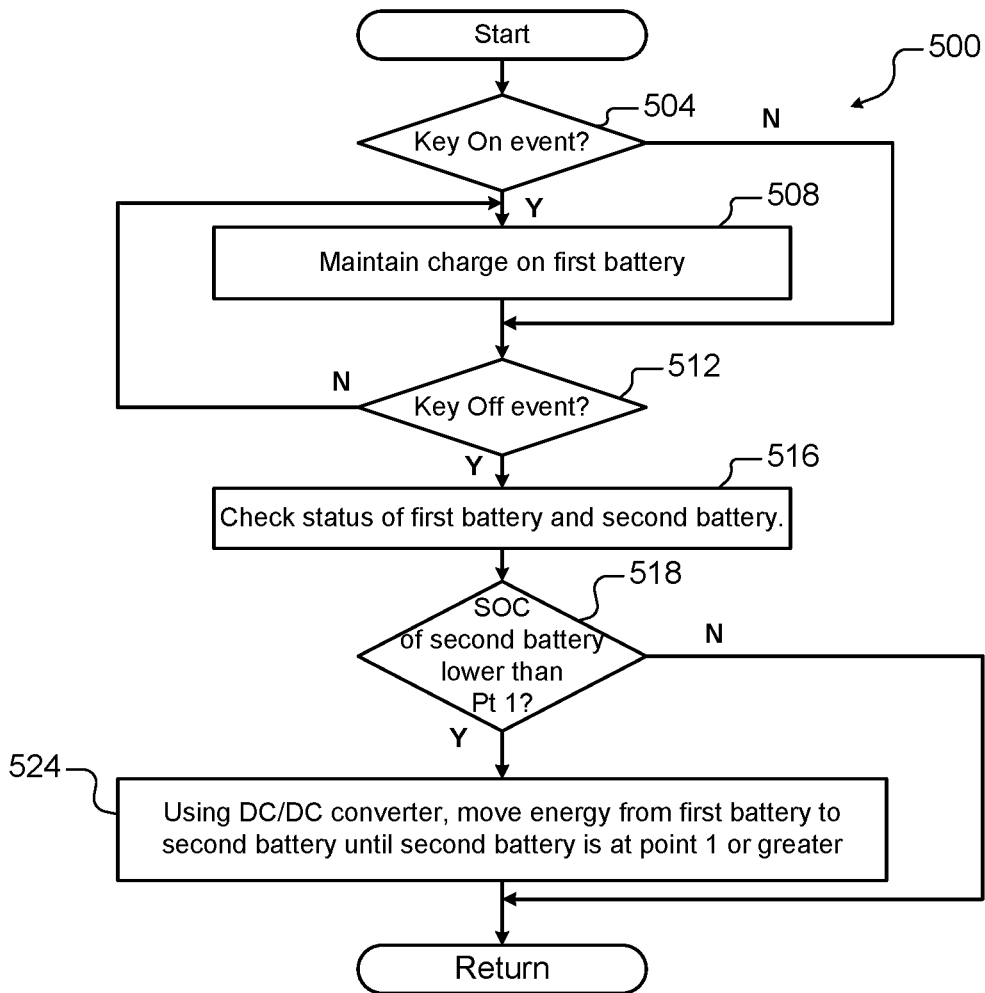 Start
500
504
Key On event?
N
Y
508
Maintain charge on first battery
512
N
Key Off event?
Y
516
Check status of first battery and second battery.
518
SOC
of second battery
lower than
Pt 1?
N
Y
524
Using DC/DC converter, move energy from first battery to
second battery until second battery is at point 1 or greater
Return